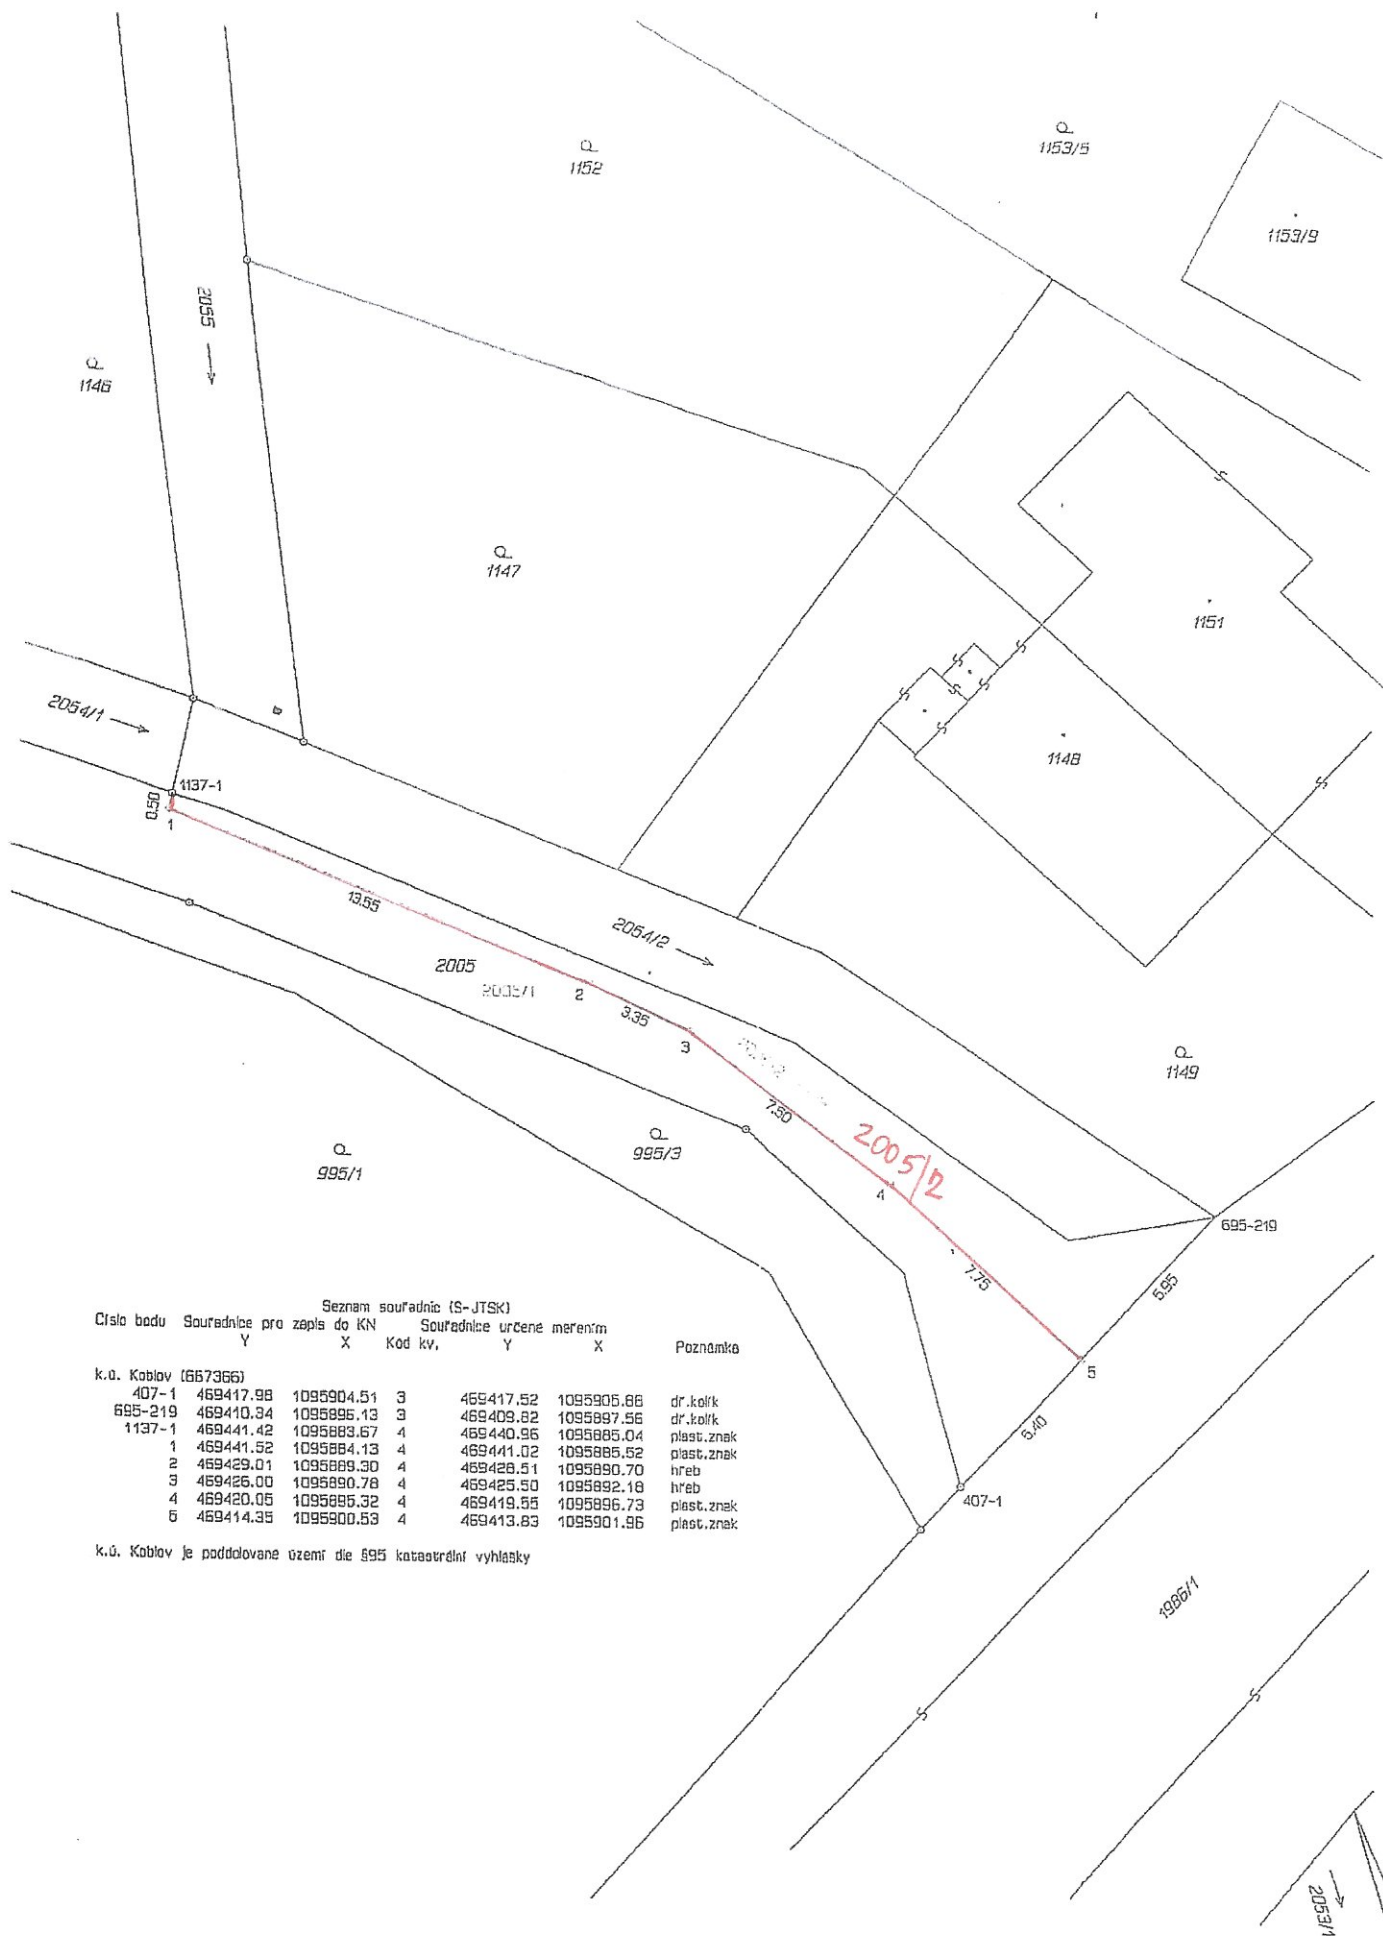 1152
1153/5
1153/9
2055
1146
1147
1151
1148
2054/1
1137-1
0.50
1
13.55
2054/2
2005
2005/1
2
3.35
3
7.50
1149
2005/2
4
995/3
995/1
695-219
7.75
5.95
5
5.40
407-1
1986/1
2053/1
Seznam souřadnic (S-JTSK)
Číslo bodu Souřadnice pro zápis do KN Souřadnice určené měřením
Y X Kód kv. Y X Poznámka
k.ú. Koblov (667366)
407-1 469417.98 1095904.51 3 469417.52 1095905.88 dř.kolík
695-219 469410.34 1095896.13 3 469409.82 1095897.56 dř.kolík
1137-1 469441.42 1095883.67 4 469440.96 1095885.04 plast.znak
1 469441.52 1095884.13 4 469441.02 1095885.52 plast.znak
2 469429.01 1095889.30 4 469428.51 1095890.70 hřeb
3 469426.00 1095890.78 4 469425.50 1095892.18 hřeb
4 469420.05 1095895.32 4 469419.55 1095896.73 plast.znak
5 469414.35 1095900.53 4 469413.83 1095901.96 plast.znak
k.ú. Koblov je poddolované území dle §95 katastrální vyhlášky